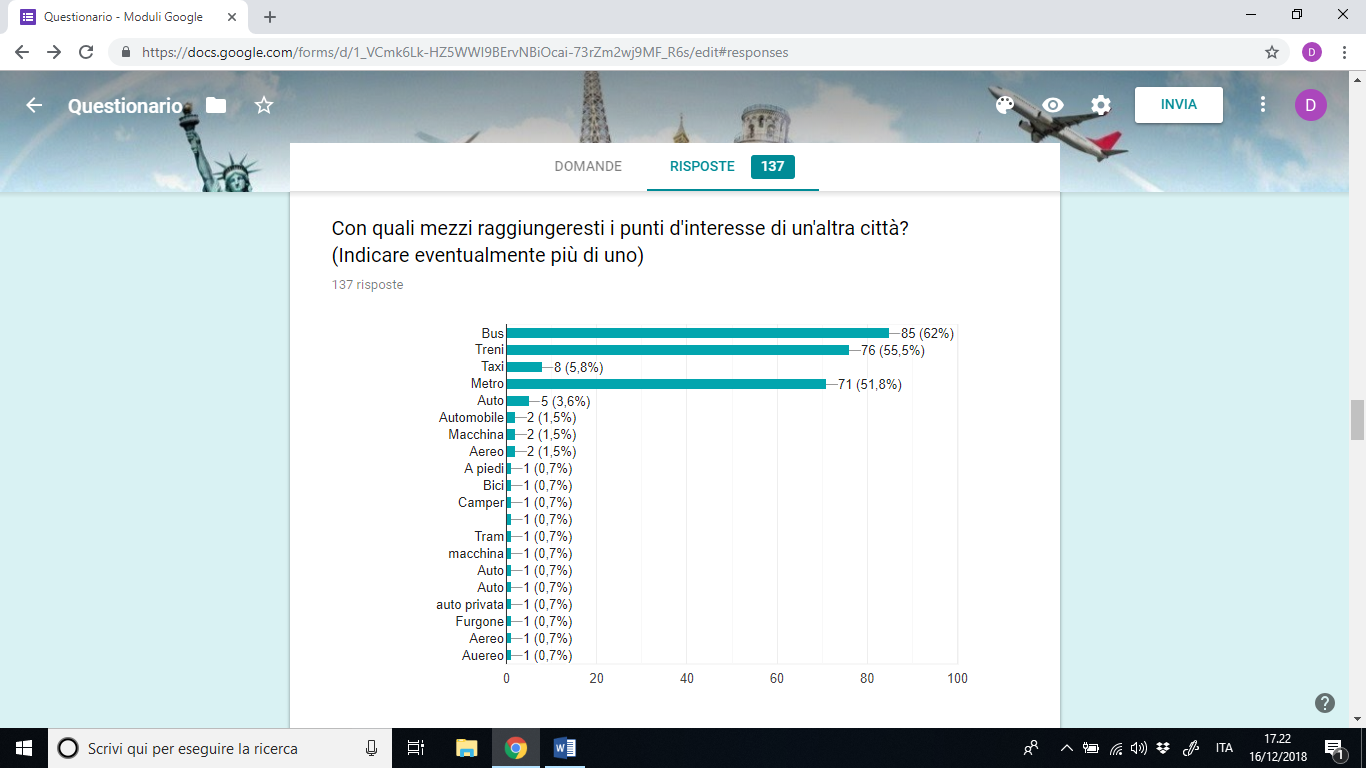 Questionario - Moduli Google
https://docs.google.com/forms/d/1_VCmk6Lk-HZ5WWI9BErvNBiOcai-73rZm2wj9MF_R6s/edit#responses
D
Questionario
INVIA
D
DOMANDE RISPOSTE 137
Con quali mezzi raggiungeresti i punti d'interesse di un'altra città?
(Indicare eventualmente più di uno)
137 risposte
Bus 85 (62%)
Treni 76 (55,5%)
Taxi 8 (5,8%)
Metro 71 (51,8%)
Auto 5 (3,6%)
Automobile 2 (1,5%)
Macchina 2 (1,5%)
Aereo 2 (1,5%)
A piedi 1 (0,7%)
Bici 1 (0,7%)
Camper 1 (0,7%)
1 (0,7%)
Tram 1 (0,7%)
macchina 1 (0,7%)
Auto 1 (0,7%)
Auto 1 (0,7%)
auto privata 1 (0,7%)
Furgone 1 (0,7%)
Aereo 1 (0,7%)
Auereo 1 (0,7%)
0 20 40 60 80 100
Scrivi qui per eseguire la ricerca
ITA
17.22
16/12/2018
1